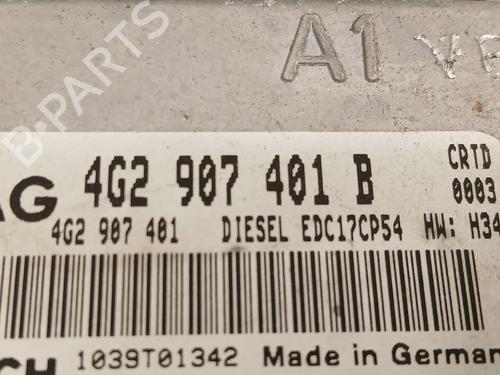 A1
B-PARTS
CRTD
AG 4G2 907 401 B 0003
4G2 907 401 DIESEL EDC17CP54 HW: H34
CH 1039T01342 Made in German